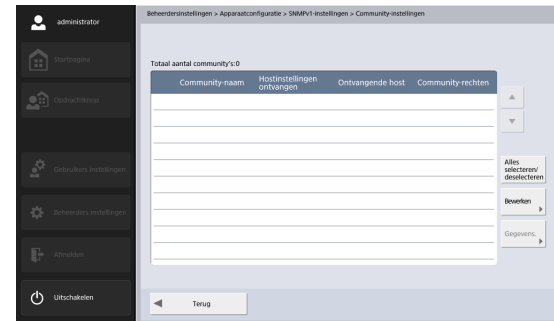 administrator
Startpagina
Opdrachtknop
Gebruikers instellingen
Beheerders instellingen
Afmelden
Uitschakelen
Beheerdersinstellingen > Apparaatconfiguratie > SNMPv1-instellingen > Community-instellingen
Totaal aantal community's:0
Community-naam
Hostinstellingen
ontvangen
Ontvangende host
Community-rechten
Alles
selecteren/
deselecteren
Bewerken
Gegevens.
Terug